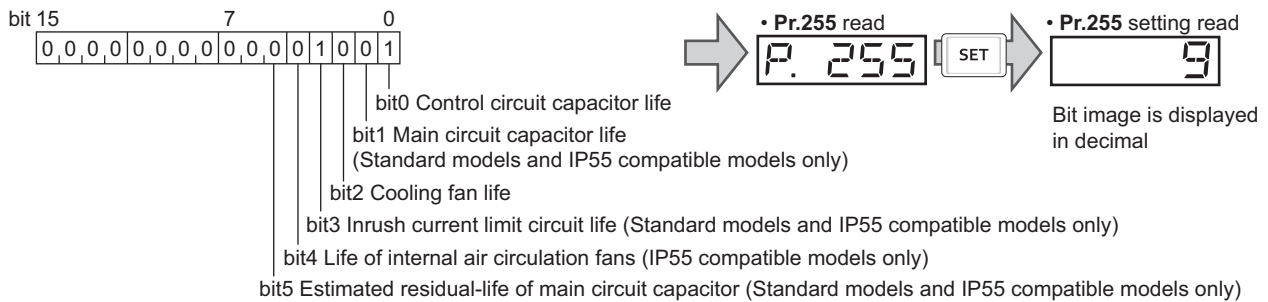 bit 15 7 0
0 0 0 0 0 0 0 0 0 0 0 0 1 0 0 1
• Pr.255 read
P. 255
SET
• Pr.255 setting read
9
Bit image is displayed
in decimal
bit0 Control circuit capacitor life
bit1 Main circuit capacitor life
(Standard models and IP55 compatible models only)
bit2 Cooling fan life
bit3 Inrush current limit circuit life (Standard models and IP55 compatible models only)
bit4 Life of internal air circulation fans (IP55 compatible models only)
bit5 Estimated residual-life of main circuit capacitor (Standard models and IP55 compatible models only)